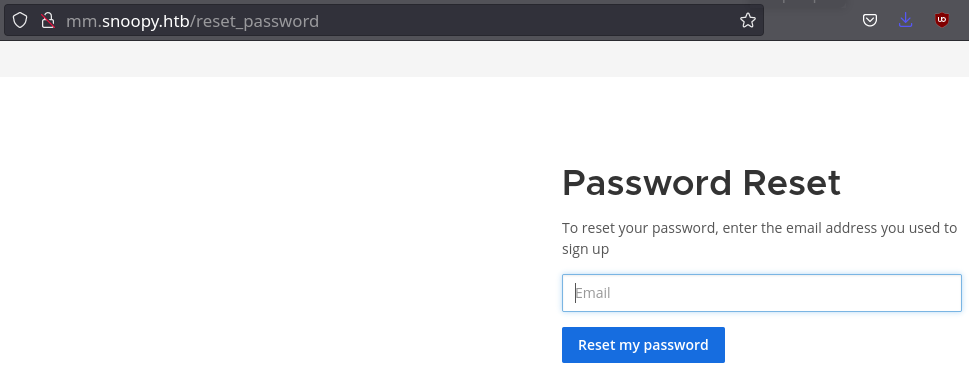 mm.snoopy.htb/reset_password
Password Reset
To reset your password, enter the email address you used to
sign up
Email
Reset my password